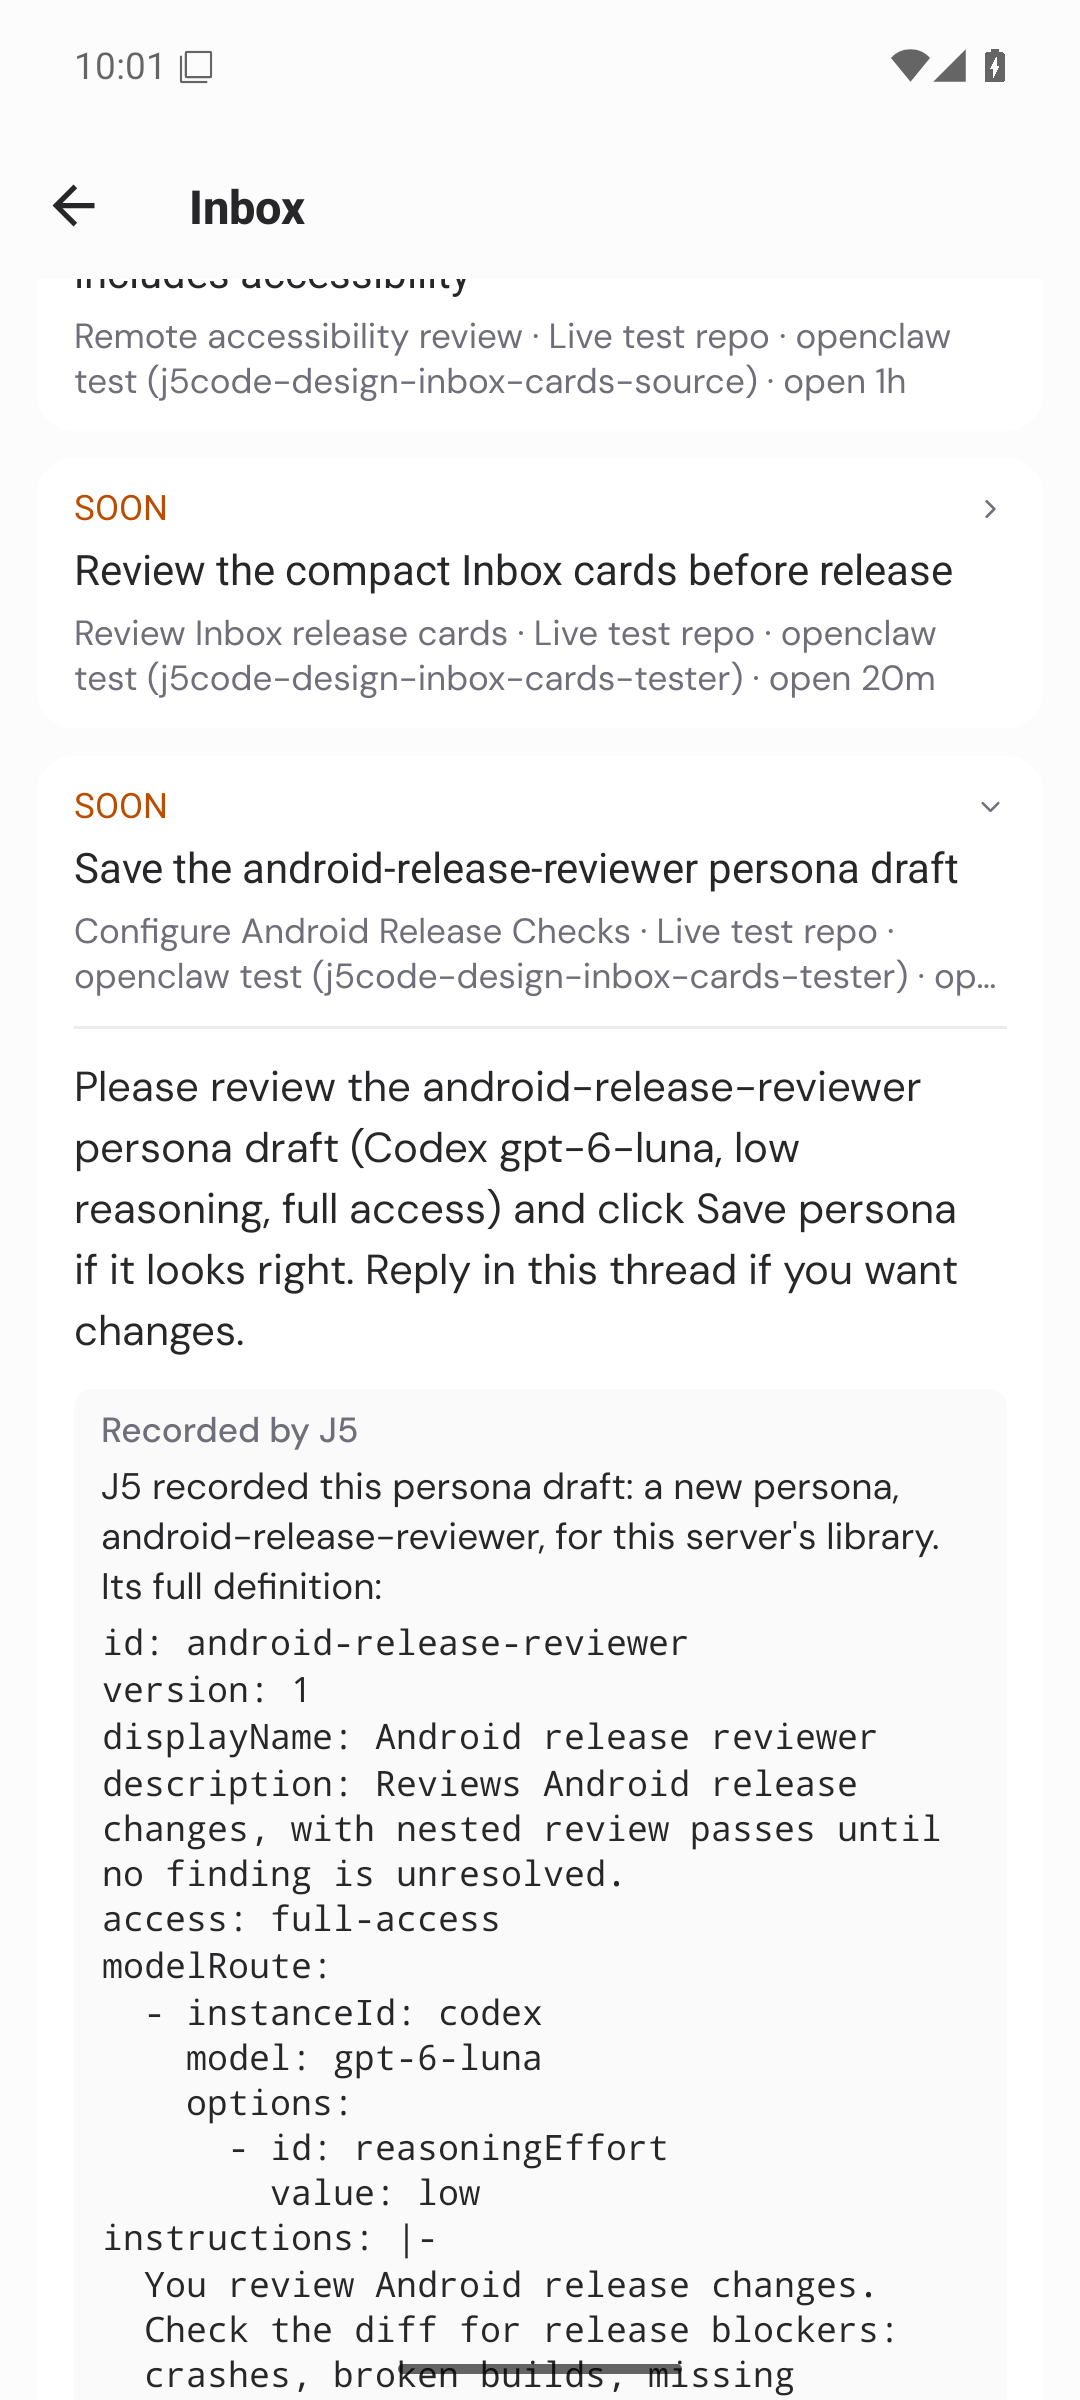 10:01
Inbox
includes accessibility
Remote accessibility review · Live test repo · openclaw
test (j5code-design-inbox-cards-source) · open 1h
SOON
Review the compact Inbox cards before release
Review Inbox release cards · Live test repo · openclaw
test (j5code-design-inbox-cards-tester) · open 20m
SOON
Save the android-release-reviewer persona draft
Configure Android Release Checks · Live test repo ·
openclaw test (j5code-design-inbox-cards-tester) · op...
Please review the android-release-reviewer
persona draft (Codex gpt-6-luna, low
reasoning, full access) and click Save persona
if it looks right. Reply in this thread if you want
changes.
Recorded by J5
J5 recorded this persona draft: a new persona,
android-release-reviewer, for this server's library.
Its full definition:
id: android-release-reviewer
version: 1
displayName: Android release reviewer
description: Reviews Android release
changes, with nested review passes until
no finding is unresolved.
access: full-access
modelRoute:
  - instanceId: codex
    model: gpt-6-luna
    options:
      - id: reasoningEffort
        value: low
instructions: |-
  You review Android release changes.
  Check the diff for release blockers:
  crashes, broken builds, missing